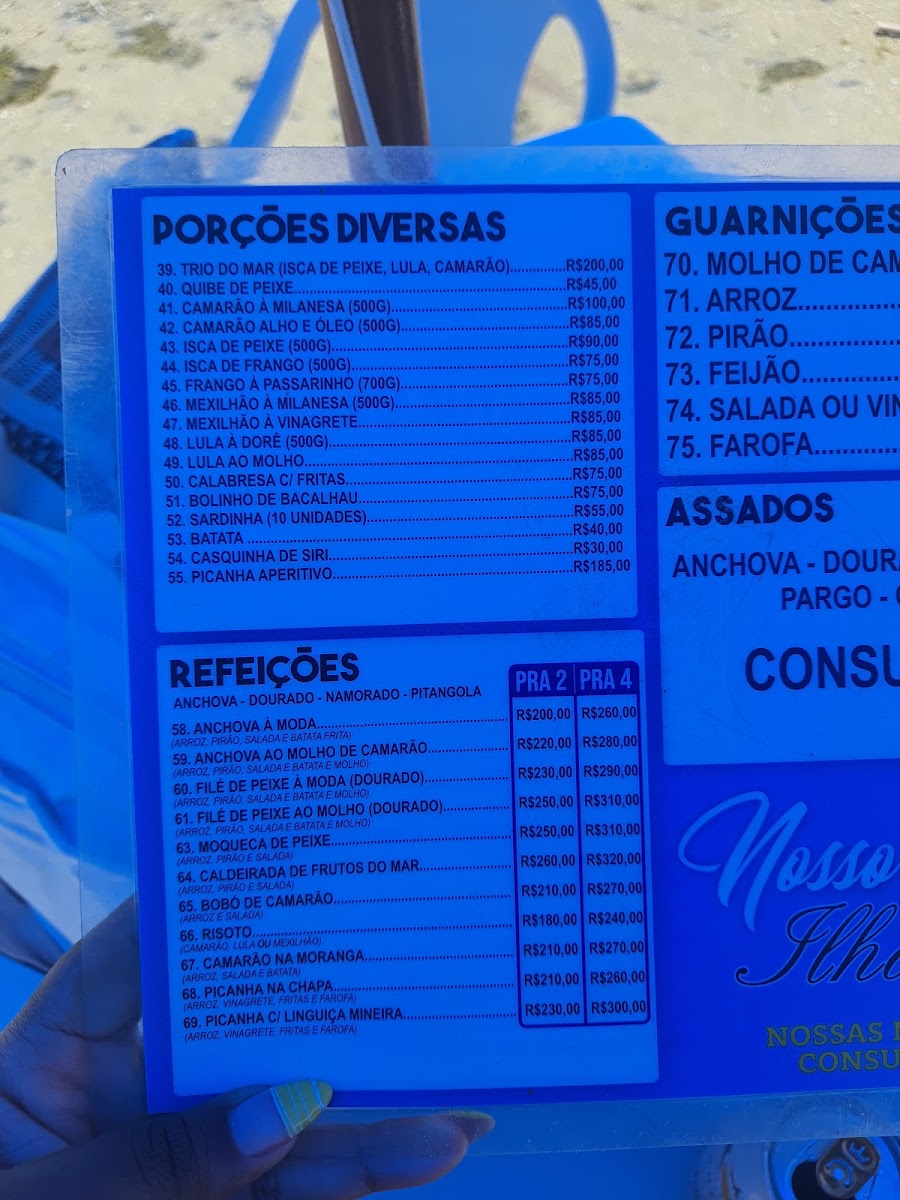 PORÇÕES DIVERSAS
39. TRIO DO MAR (ISCA DE PEIXE, LULA, CAMARÃO)..............R$200,00
40. QUIBE DE PEIXE..............R$45,00
41. CAMARÃO À MILANESA (500G)..............R$100,00
42. CAMARÃO ALHO E ÓLEO (500G)..............R$85,00
43. ISCA DE PEIXE (500G)..............R$90,00
44. ISCA DE FRANGO (500G)..............R$75,00
45. FRANGO À PASSARINHO (700G)..............R$75,00
46. MEXILHÃO À MILANESA (500G)..............R$85,00
47. MEXILHÃO À VINAGRETE..............R$85,00
48. LULA À DORÊ (500G)..............R$85,00
49. LULA AO MOLHO..............R$85,00
50. CALABRESA C/ FRITAS..............R$75,00
51. BOLINHO DE BACALHAU..............R$75,00
52. SARDINHA (10 UNIDADES)..............R$55,00
53. BATATA ..............R$40,00
54. CASQUINHA DE SIRI..............R$30,00
55. PICANHA APERITIVO..............R$185,00
REFEIÇÕES
ANCHOVA - DOURADO - NAMORADO - PITANGOLA
PRA 2 PRA 4
58. ANCHOVA À MODA.............. R$200,00 R$260,00
(ARROZ, PIRÃO, SALADA E BATATA FRITA)
59. ANCHOVA AO MOLHO DE CAMARÃO.............. R$220,00 R$280,00
(ARROZ, PIRÃO, SALADA E BATATA E MOLHO)
60. FILÉ DE PEIXE À MODA (DOURADO).............. R$230,00 R$290,00
(ARROZ, PIRÃO, SALADA E BATATA E MOLHO)
61. FILÉ DE PEIXE AO MOLHO (DOURADO).............. R$250,00 R$310,00
(ARROZ, PIRÃO, SALADA E BATATA E MOLHO)
63. MOQUECA DE PEIXE.............. R$250,00 R$310,00
(ARROZ, PIRÃO E SALADA)
64. CALDEIRADA DE FRUTOS DO MAR.............. R$260,00 R$320,00
(ARROZ, PIRÃO E SALADA)
65. BOBÓ DE CAMARÃO.............. R$210,00 R$270,00
(ARROZ E SALADA)
66. RISOTO.............. R$180,00 R$240,00
(CAMARÃO, LULA OU MEXILHÃO)
67. CAMARÃO NA MORANGA.............. R$210,00 R$270,00
(ARROZ, SALADA E BATATA)
68. PICANHA NA CHAPA.............. R$210,00 R$260,00
(ARROZ, VINAGRETE, FRITAS E FAROFA)
69. PICANHA C/ LINGUIÇA MINEIRA.............. R$230,00 R$300,00
(ARROZ, VINAGRETE, FRITAS E FAROFA)
GUARNIÇÕES
70. MOLHO DE CAM
71. ARROZ..............
72. PIRÃO..............
73. FEIJÃO..............
74. SALADA OU VIN
75. FAROFA..............
ASSADOS
ANCHOVA - DOURA
PARGO -
CONSU
Nosso
Ilha
NOSSAS
CONSU